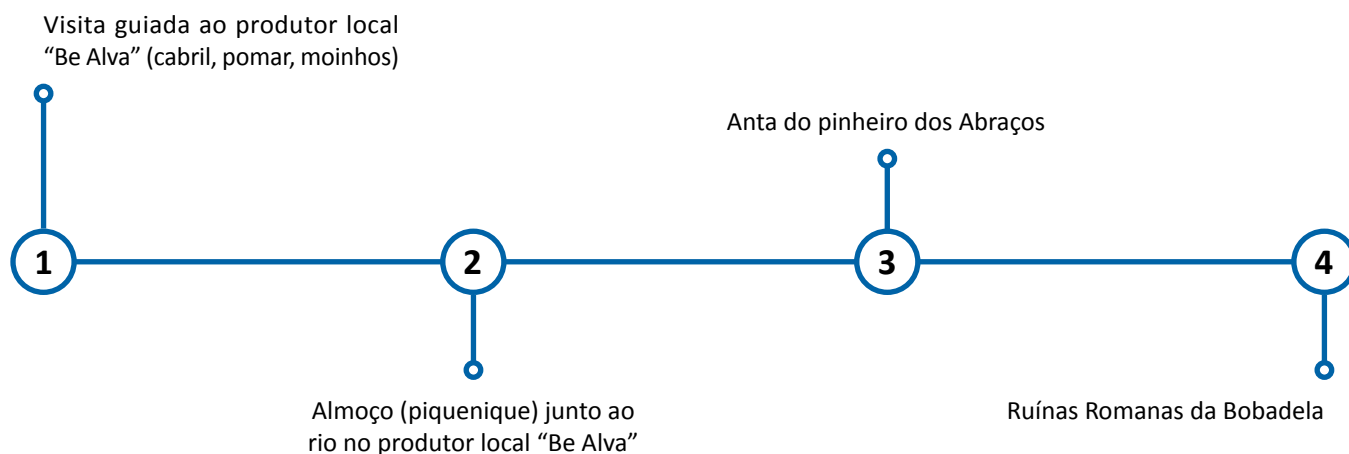 Visita guiada ao produtor local
“Be Alva” (cabril, pomar, moinhos)
Anta do pinheiro dos Abraços
1
2
3
4
Almoço (piquenique) junto ao
rio no produtor local “Be Alva”
Ruínas Romanas da Bobadela